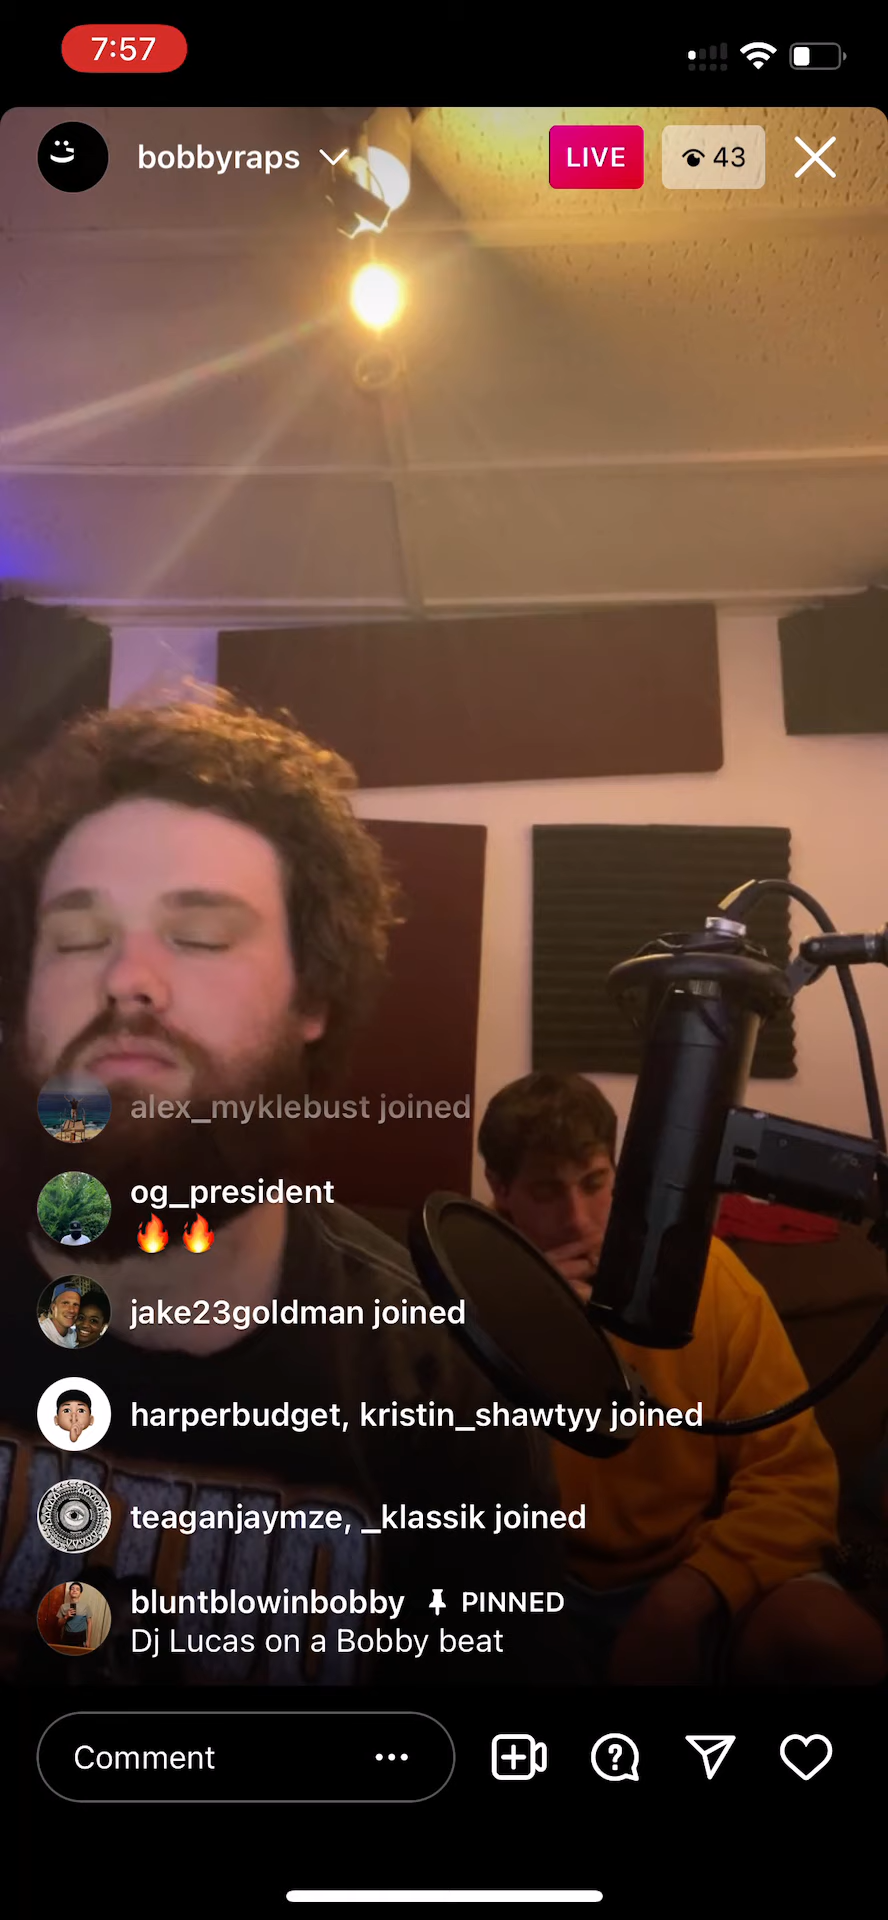 7:57
bobbyraps
LIVE
43
alex_myklebust joined
og_president
🔥🔥
jake23goldman joined
harperbudget, kristin_shawtyy joined
teaganjaymze, _klassik joined
bluntblowinbobby PINNED
Dj Lucas on a Bobby beat
Comment